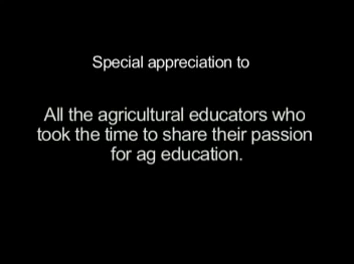 Special appreciation to
All the agricultural educators who
took the time to share their passion
for ag education.